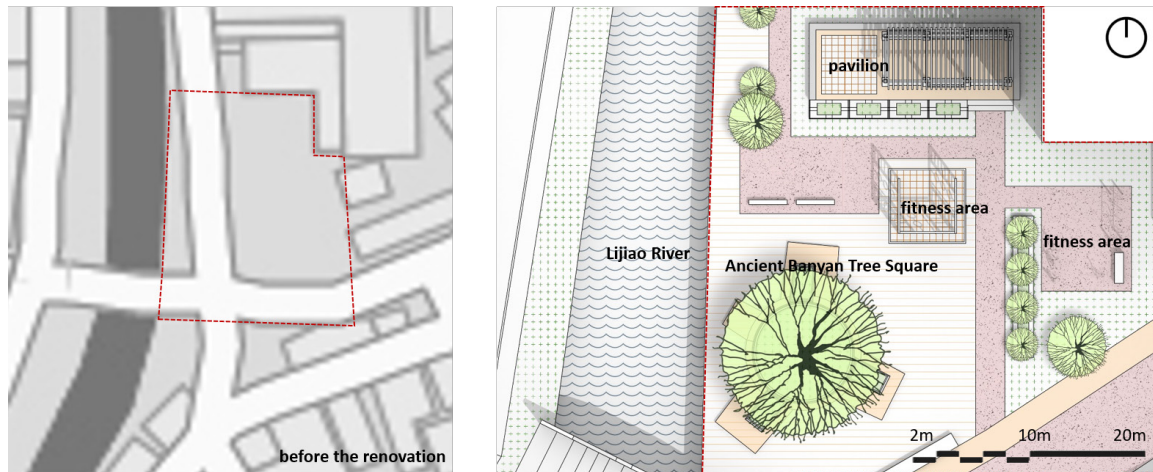 before the renovation
pavilion
fitness area
fitness area
Lijiao River
Ancient Banyan Tree Square
2m
10m
20m